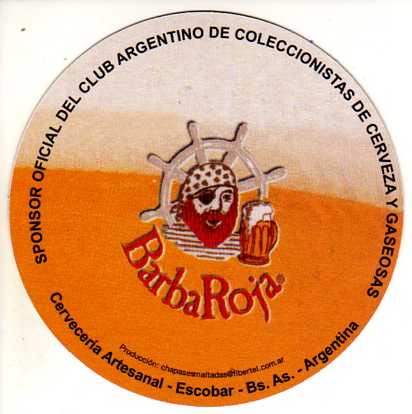 SPONSOR OFICIAL DEL CLUB ARGENTINO DE COLECCIONISTAS DE CERVEZA Y GASEOSAS
BarbaRoja®
Producción: chapasesmaltadas@fibertel.com.ar
Cervecería Artesanal - Escobar - Bs. As. - Argentina